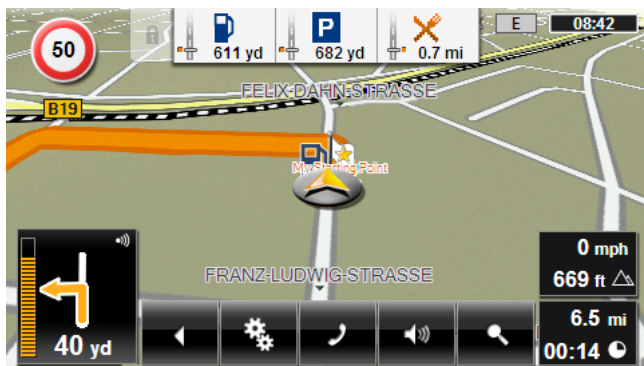 50
P
611 yd
682 yd
0.7 mi
E
08:42
FELIX-DAHN-STRASSE
B19
My Starting Point
FRANZ-LUDWIG-STRASSE
40 yd
0 mph
669 ft
6.5 mi
00:14